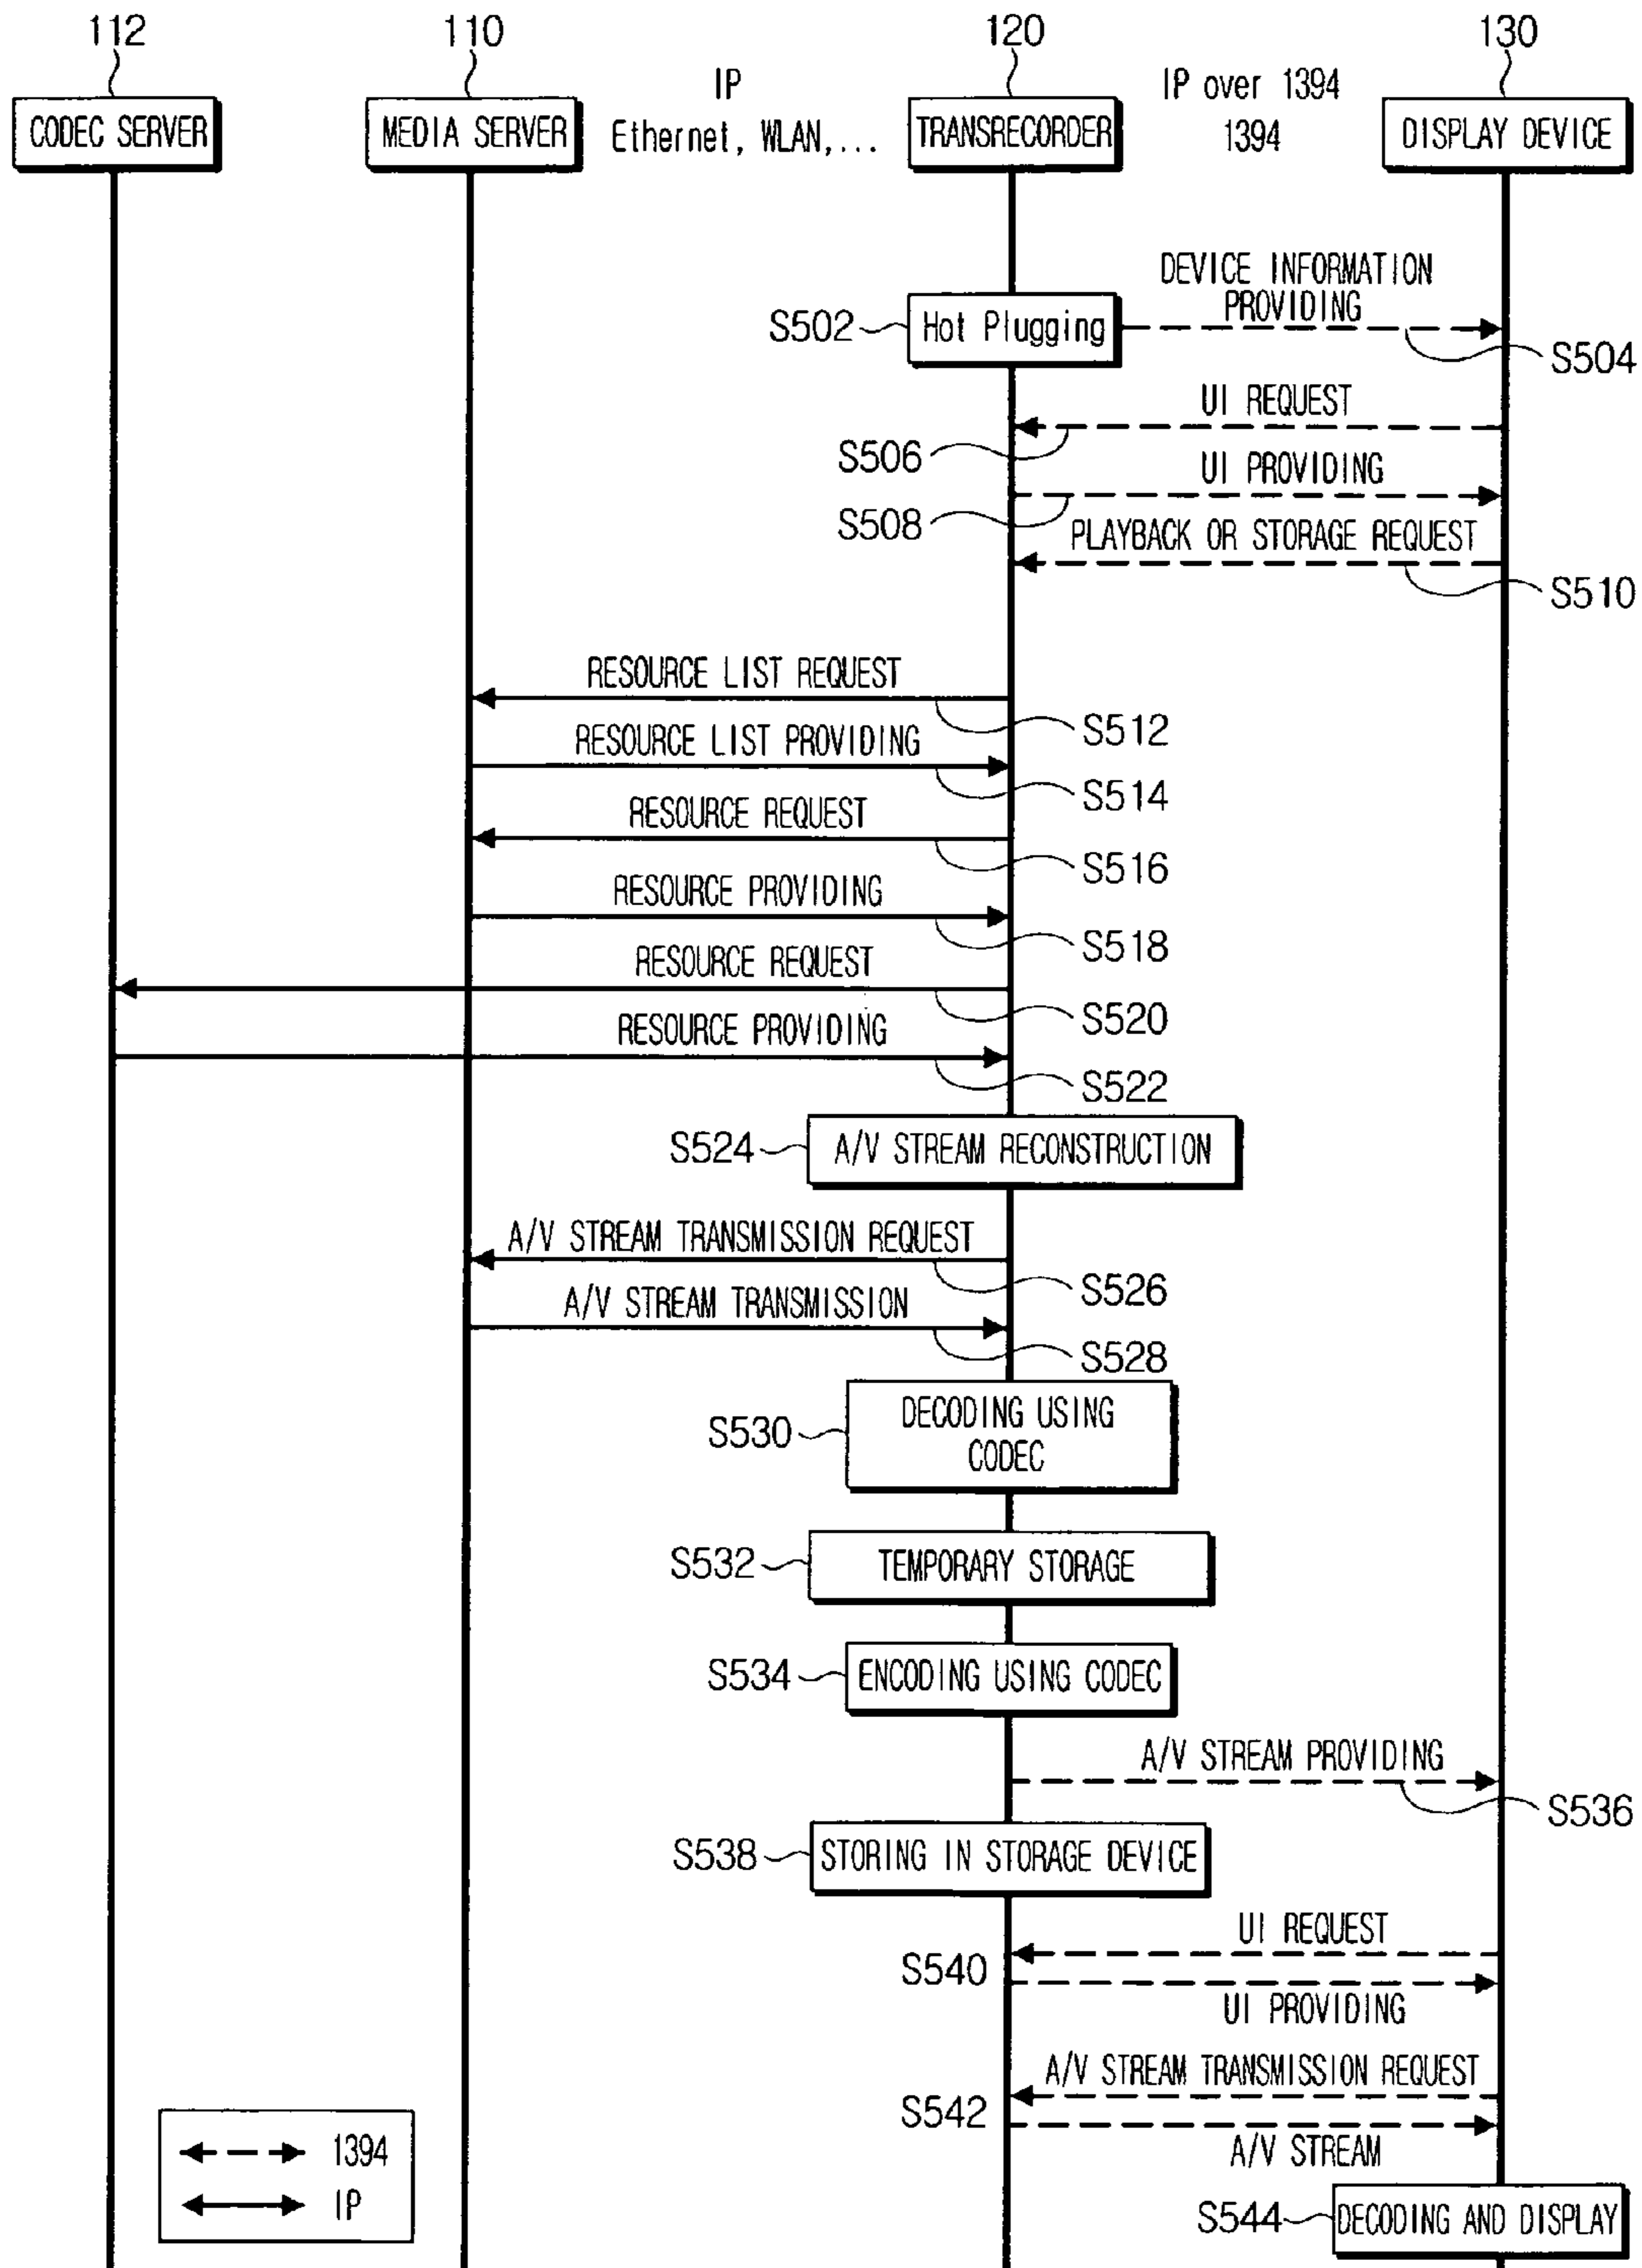 112
110
120
130
IP
IP over 1394
CODEC SERVER
MEDIA SERVER
Ethernet, WLAN,...
TRANSRECORDER
1394
DISPLAY DEVICE
DEVICE INFORMATION
PROVIDING
S502
Hot Plugging
S504
UI REQUEST
S506
UI PROVIDING
S508
PLAYBACK OR STORAGE REQUEST
S510
RESOURCE LIST REQUEST
S512
RESOURCE LIST PROVIDING
S514
RESOURCE REQUEST
S516
RESOURCE PROVIDING
S518
RESOURCE REQUEST
S520
RESOURCE PROVIDING
S522
S524
A/V STREAM RECONSTRUCTION
A/V STREAM TRANSMISSION REQUEST
S526
A/V STREAM TRANSMISSION
S528
S530
DECODING USING
CODEC
S532
TEMPORARY STORAGE
S534
ENCODING USING CODEC
A/V STREAM PROVIDING
S536
S538
STORING IN STORAGE DEVICE
UI REQUEST
S540
UI PROVIDING
A/V STREAM TRANSMISSION REQUEST
S542
A/V STREAM
1394
IP
S544
DECODING AND DISPLAY